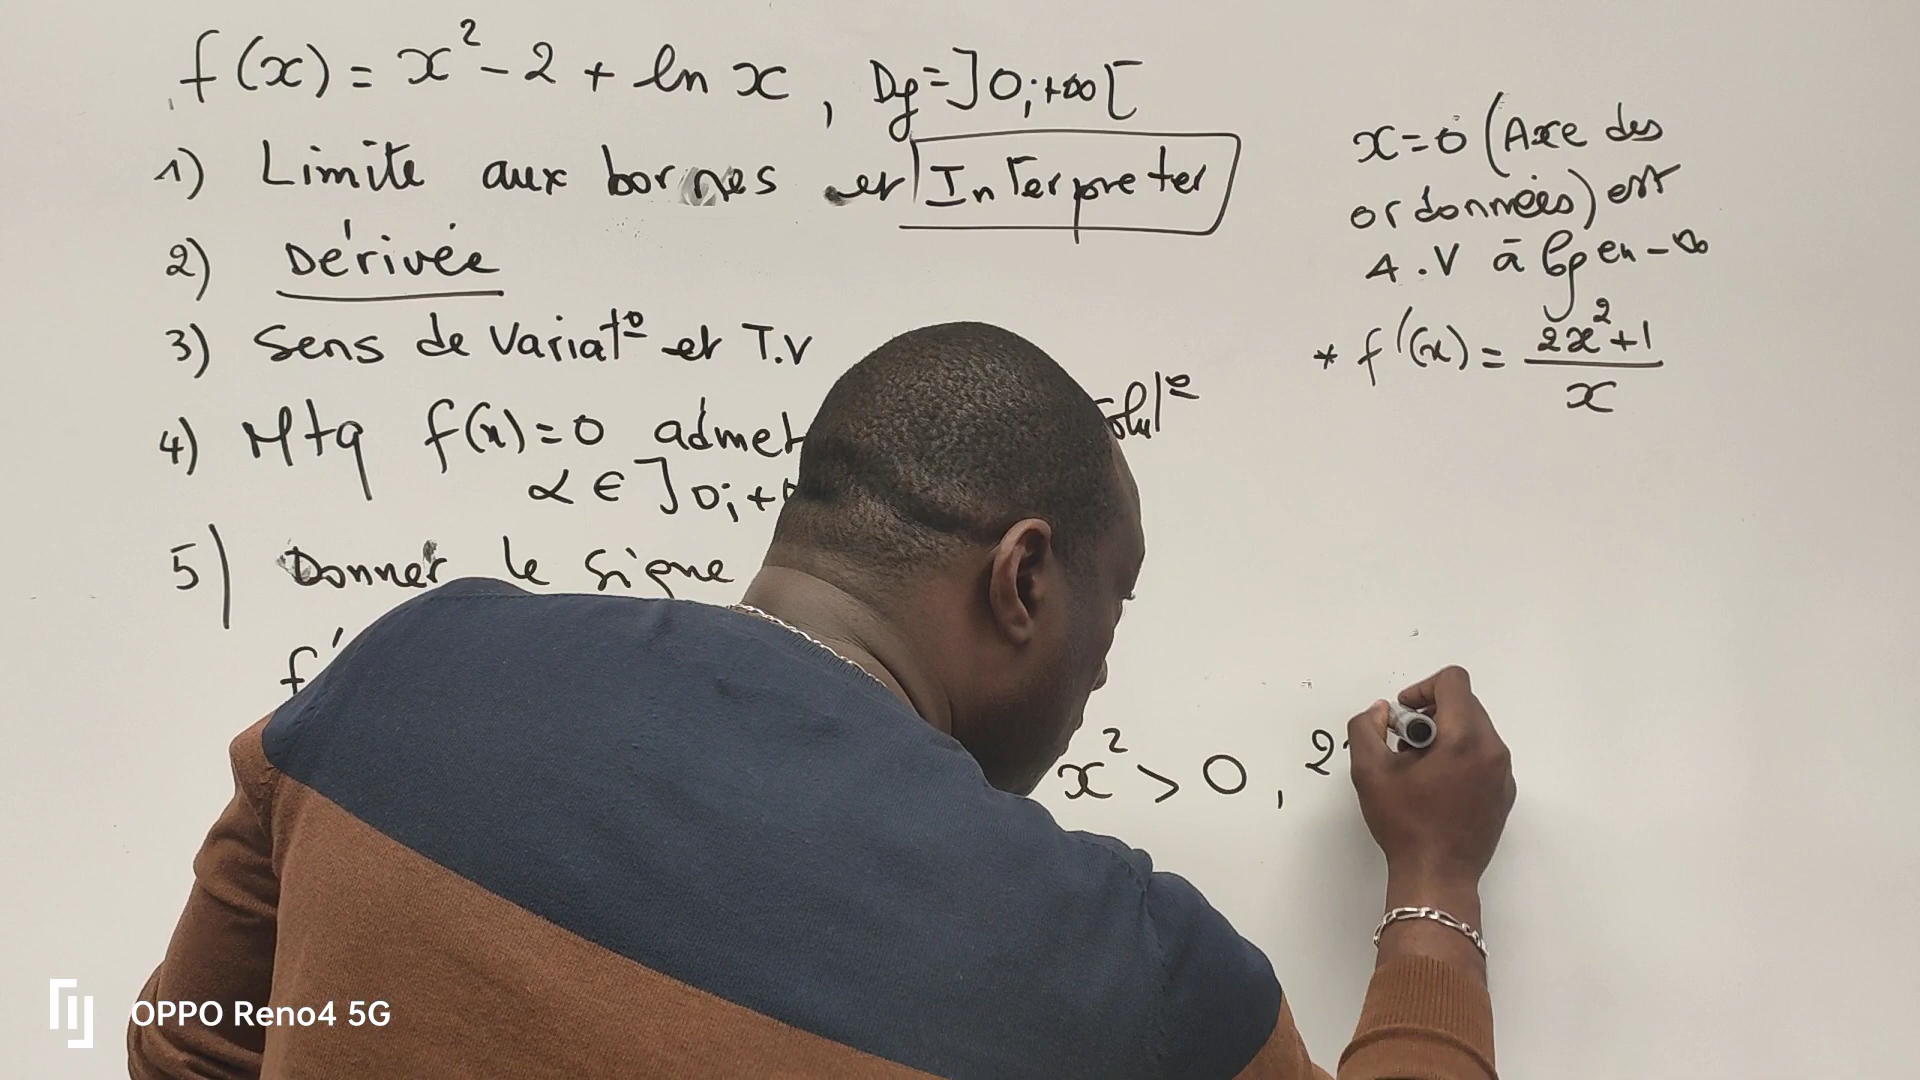 f(x) = x² - 2 + ln x , Df = ]0;+∞[
1) Limite aux bornes et Interpreter
2) Dérivée
3) Sens de Variat° et T.V
4) Mtq f(x)=0 admet
α ∈ ]0;+
5) Donner le signe
f'
x² > 0 , 2
x=0 (Axe des
ordonnées) est
A.V à Cf en -∞
* f'(x) = 2x²+1 / x
OPPO Reno4 5G